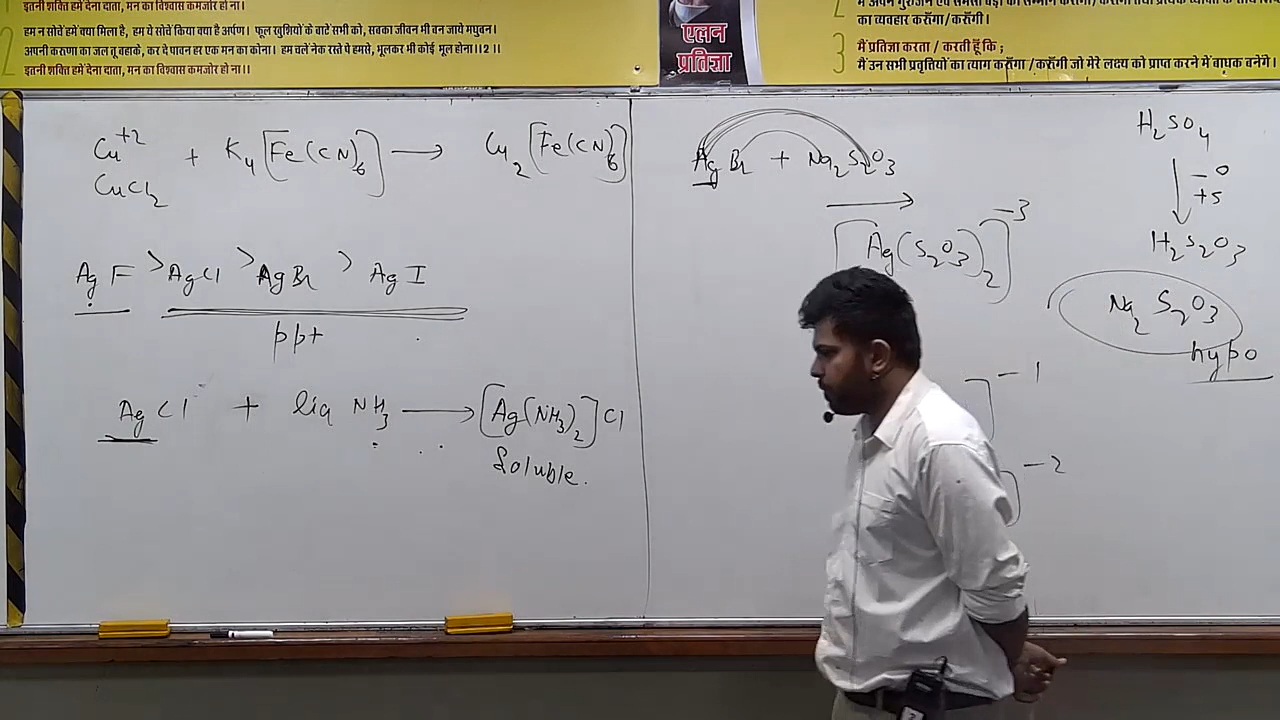 इतनी शक्ति हमें देना दाता, मन का विश्वास कमजोर हो ना।
हम न सोचें हमें क्या मिला है, हम ये सोचें किया क्या है अर्पण। फूल खुशियों के बाटें सभी को, सबका जीवन भी बन जाये मधुबन।
2 अपनी करुणा का जल तू बहाके, कर दे पावन हर एक मन का कोना। हम चलें नेक रस्ते पे हमसे, भूलकर भी कोई भूल होना।।2।।
इतनी शक्ति हमें देना दाता, मन का विश्वास कमजोर हो ना।।
एलन
प्रतिज्ञा
2
का व्यवहार करूँगा/करूँगी।
3 मैं प्रतिज्ञा करता / करती हूँ कि ;
मैं उन सभी प्रवृत्तियों का त्याग करूँगा /करूँगी जो मेरे लक्ष्य को प्राप्त करने में बाधक बनेंगे।
Cu+2 + K4[Fe(CN)6] ⟶ Cu2[Fe(CN)6]
CuCl2
AgF > AgCl > AgBr > AgI
ppt
AgCl + liq NH3 ⟶ [Ag(NH3)2]Cl
Soluble.
AgBr + Na2S2O3
⟶
[Ag(S2O3)2]-3
]-1
]-2
H2SO4
↓ -O
+S
H2S2O3
Na2S2O3
hypo